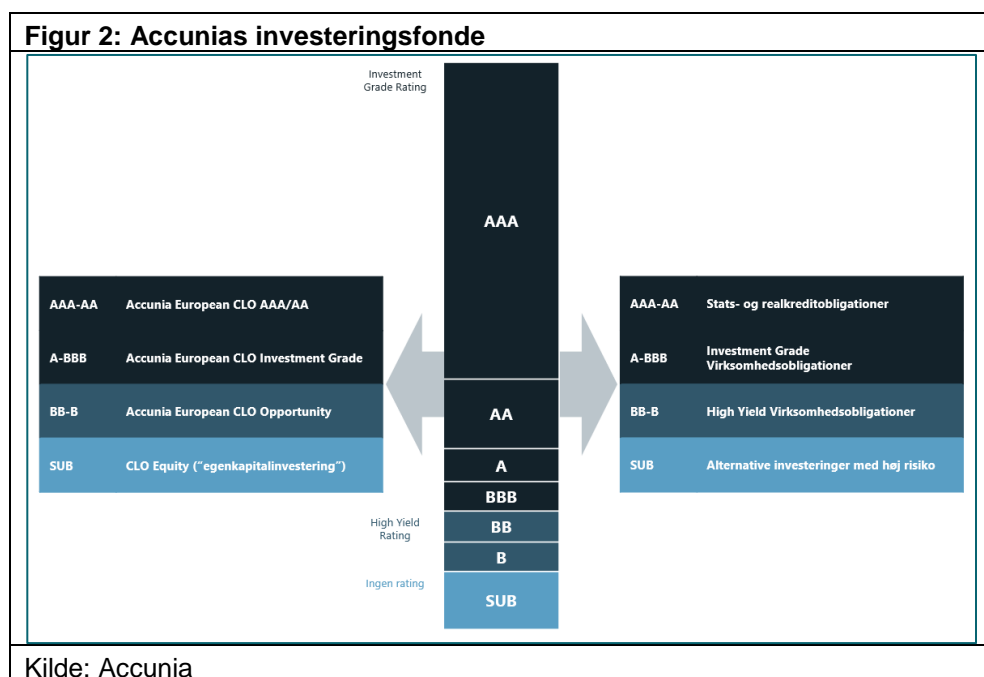 Figur 2: Accunias investeringsfonde
Investment
Grade Rating
AAA
AA
A
BBB
High Yield
Rating
BB
B
Ingen rating
SUB
AAA-AA Accunia European CLO AAA/AA
A-BBB Accunia European CLO Investment Grade
BB-B Accunia European CLO Opportunity
SUB CLO Equity (“egenkapitalinvestering”)
AAA-AA Stats- og realkreditobligationer
A-BBB Investment Grade
Virksomhedsobligationer
BB-B High Yield Virksomhedsobligationer
SUB Alternative investeringer med høj risiko
Kilde: Accunia